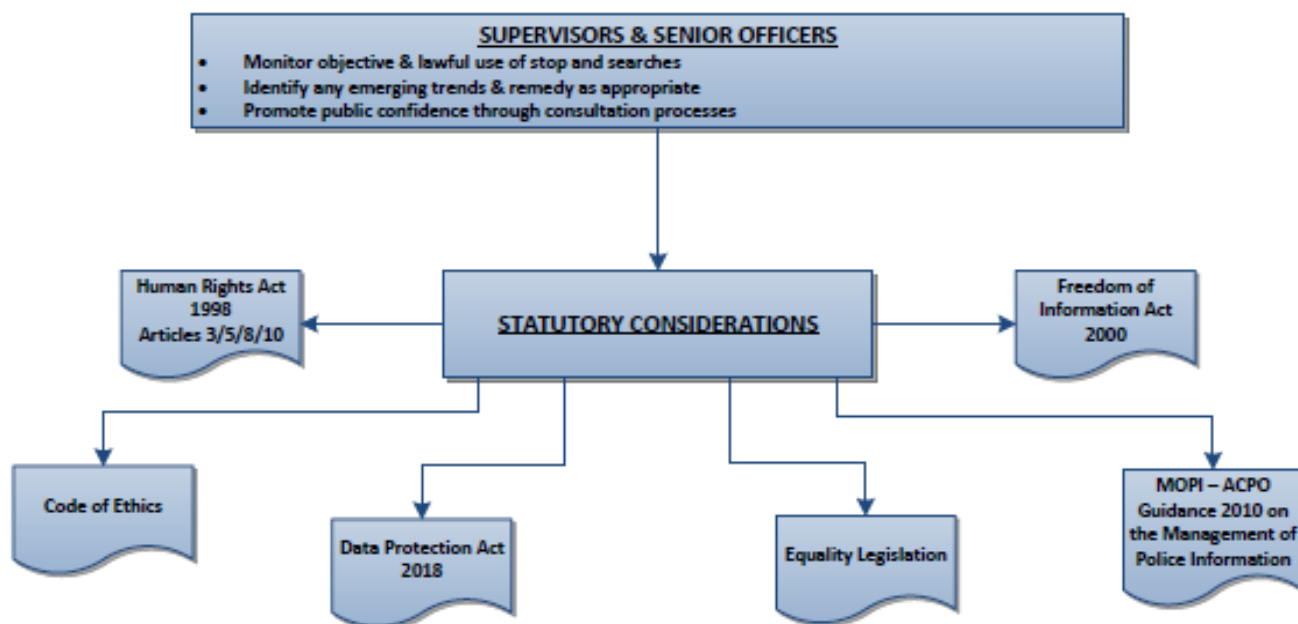 SUPERVISORS & SENIOR OFFICERS
• Monitor objective & lawful use of stop and searches
• Identify any emerging trends & remedy as appropriate
• Promote public confidence through consultation processes
Human Rights Act
1998
Articles 3/5/8/10
STATUTORY CONSIDERATIONS
Freedom of
Information Act
2000
Code of Ethics
Data Protection Act
2018
Equality Legislation
MOPI – ACPO
Guidance 2010 on
the Management of
Police Information